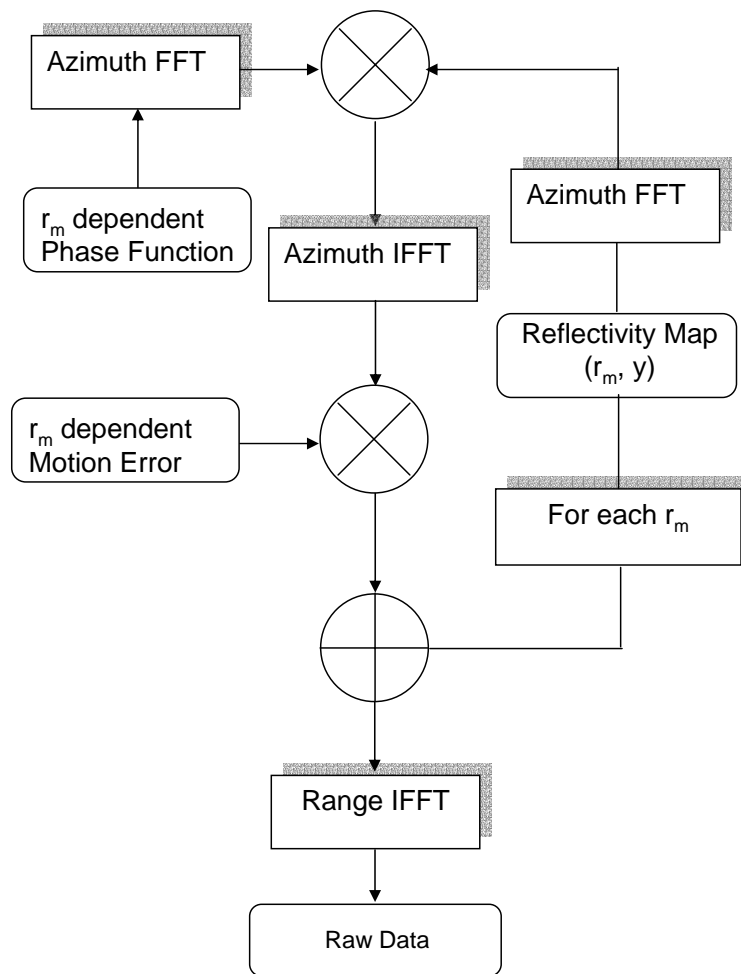 Azimuth FFT
r_m dependent
Phase Function
Azimuth FFT
Azimuth IFFT
Reflectivity Map
(r_m, y)
r_m dependent
Motion Error
For each r_m
Range IFFT
Raw Data